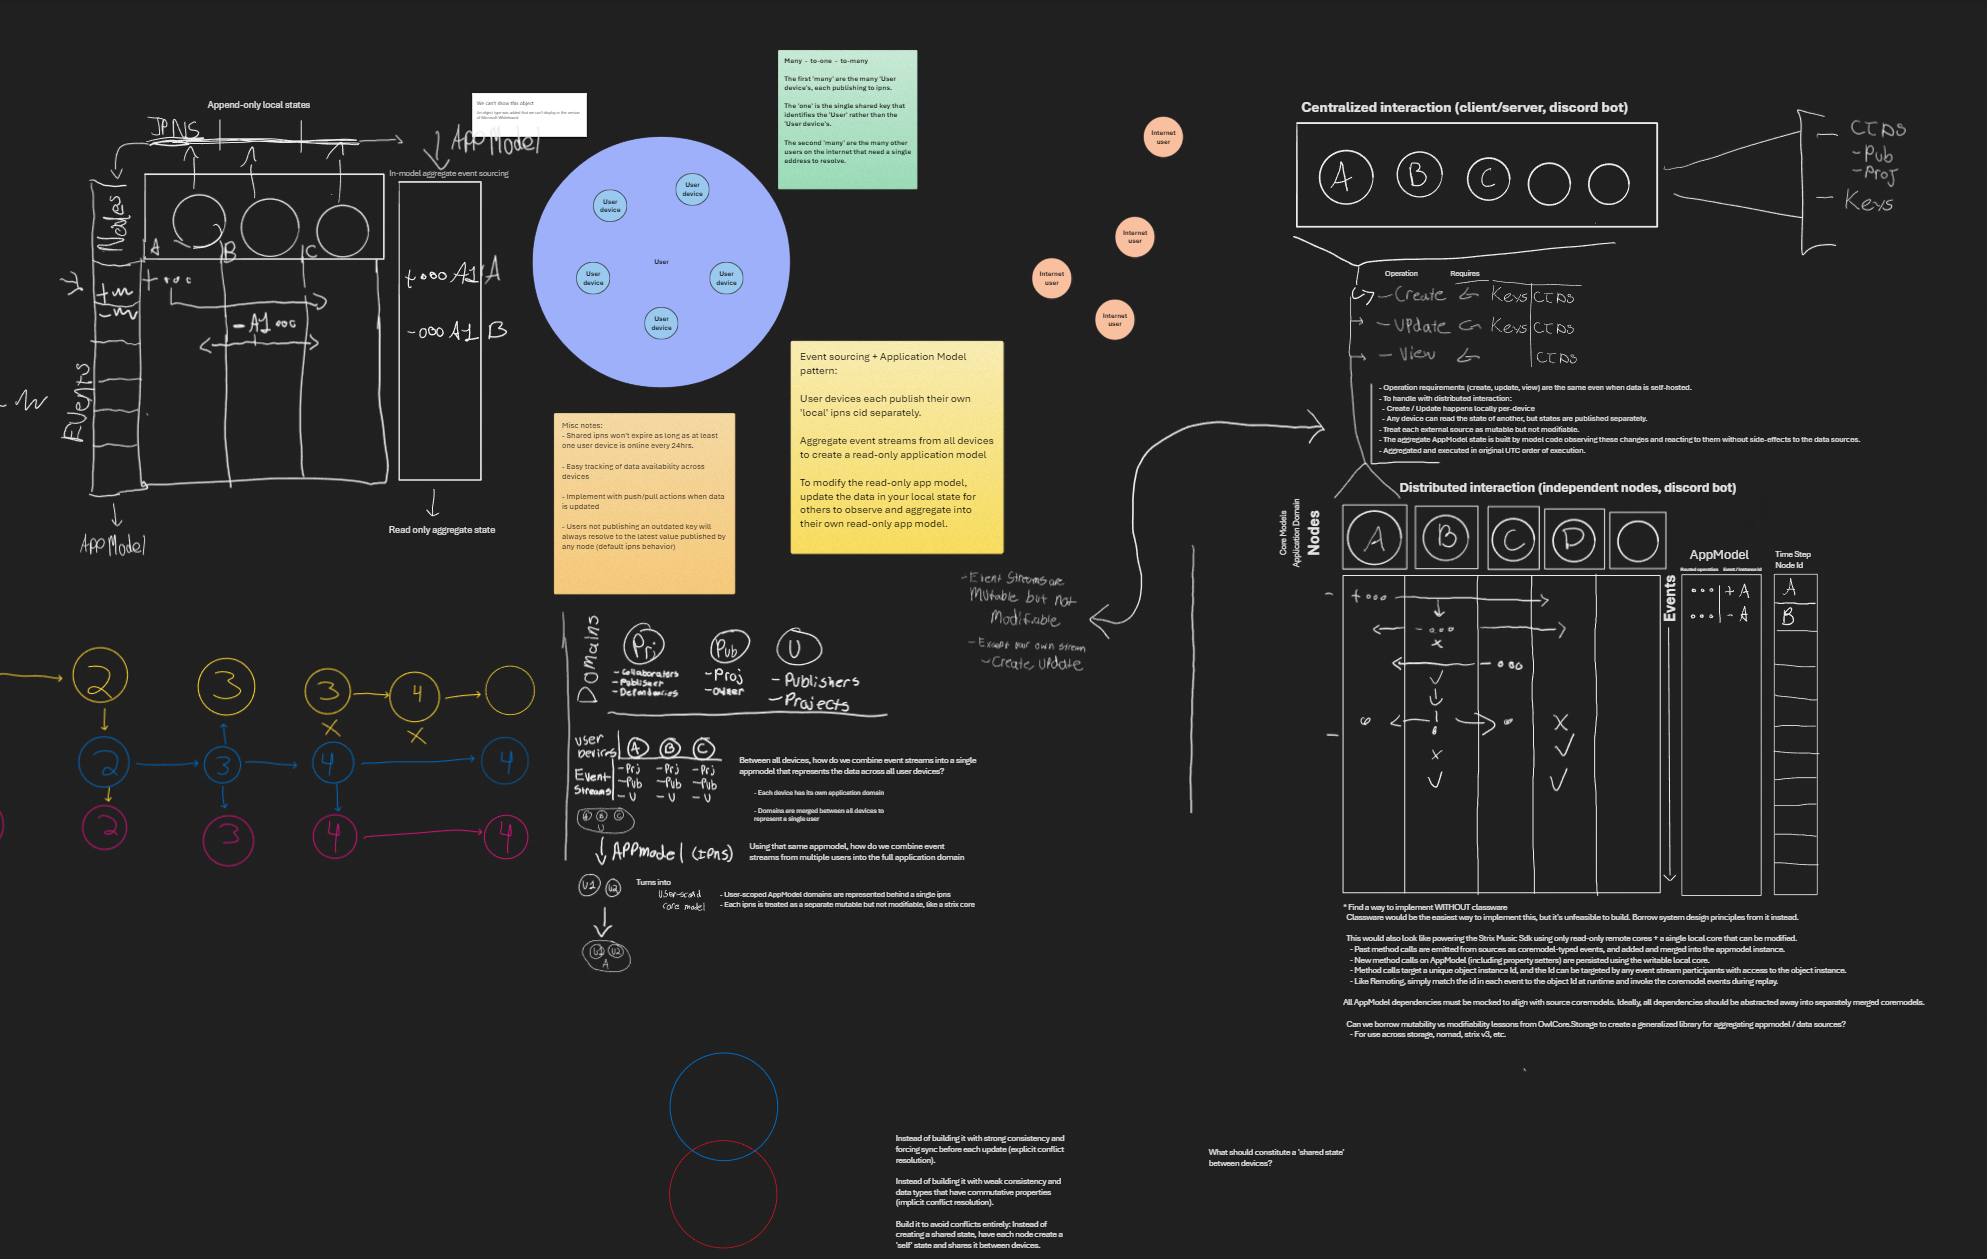 Append-only local states
IPNS
AppModel
In-model aggregate event sourcing
We can't show this object
An object type was added that we can't display in this version
of Microsoft Whiteboard
Nodes
A
B
C
-A1 ooo
+ooo A1 A
-ooo A1 B
Events
Read only aggregate state
AppModel
User
device
User
device
User
User
device
User
device
User
device
Many - to-one - to-many
The first 'many' are the many 'User
device's, each publishing to ipns.
The 'one' is the single shared key that
identifies the 'User' rather than the
'User device's.
The second 'many' are the many other
users on the internet that need a single
address to resolve.
Internet
user
Internet
user
Internet
user
Internet
user
Misc notes:
- Shared ipns won't expire as long as at least
one user device is online every 24hrs.
- Easy tracking of data availability across
devices
- Implement with push/pull actions when data
is updated
- Users not publishing an outdated key will
always resolve to the latest value published by
any node (default ipns behavior)
Event sourcing + Application Model
pattern:
User devices each publish their own
'local' ipns cid separately.
Aggregate event streams from all devices
to create a read-only application model
To modify the read-only app model,
update the data in your local state for
others to observe and aggregate into
their own read-only app model.
- Event Streams are
Mutable but not
Modifiable
- Except your own stream
- Create Update
Centralized interaction (client/server, discord bot)
A B C
- CIDs
- Pub
- Proj
- Keys
Operation Requires
- Create Keys CIDs
- Update Keys CIDs
- View CIDs
- Operation requirements (create, update, view) are the same even when data is self-hosted.
- To handle with distributed interaction:
- Create / Update happens locally per-device
- Any device can read the state of another, but states are published separately.
- Treat each external source as mutable but not modifiable.
- The aggregate AppModel state is built by model code observing these changes and reacting to them without side-effects to the data sources.
- Aggregated and executed in original UTC order of execution.
Distributed interaction (independent nodes, discord bot)
Core Models
Application Domain
Nodes
A B C D
Events
AppModel
Routed operation Event / Instance Id
ooo + A
ooo - A
Time Step
Node Id
A
B
* Find a way to implement WITHOUT classware
Classware would be the easiest way to implement this, but it's unfeasible to build. Borrow system design principles from it instead.
This would also look like powering the Strix Music Sdk using only read-only remote cores + a single local core that can be modified.
- Past method calls are emitted from sources as coremodel-typed events, and added and merged into the appmodel instance.
- New method calls on AppModel (including property setters) are persisted using the writable local core.
- Method calls target a unique object instance Id, and the Id can be targeted by any event stream participants with access to the object instance.
- Like Remoting, simply match the id in each event to the object Id at runtime and invoke the coremodel events during replay.
All AppModel dependencies must be mocked to align with source coremodels. Ideally, all dependencies should be abstracted away into separately merged coremodels.
Can we borrow mutability vs modifiability lessons from OwlCore.Storage to create a generalized library for aggregating appmodel / data sources?
- For use across storage, nomad, strix v3, etc.
2 3 3 4
2 3 4 4
2 3 4 4
Domains
Prj
- Collaborators
- Publisher
- Dependancies
Pub
- Proj
- owner
U
- Publishers
- Projects
User
Devices
A B C
Event
Streams
- Prj - Prj - Prj
- Pub - Pub - Pub
- U - U - U
A B C
U
Between all devices, how do we combine event streams into a single
appmodel that represents the data across all user devices?
- Each device has its own application domain
- Domains are merged between all devices to
represent a single user
APPmodel (Ipns)
Using that same appmodel, how do we combine event
streams from multiple users into the full application domain
U1 U2
Turns into
User-scoped
core model
- User-scoped AppModel domains are represented behind a single ipns
- Each ipns is treated as a separate mutable but not modifiable, like a strix core
U1 U2
A
Instead of building it with strong consistency and
forcing sync before each update (explicit conflict
resolution).
Instead of building it with weak consistency and
data types that have commutative properties
(implicit conflict resolution).
Build it to avoid conflicts entirely: Instead of
creating a shared state, have each node create a
'self' state and shares it between devices.
What should constitute a 'shared state'
between devices?